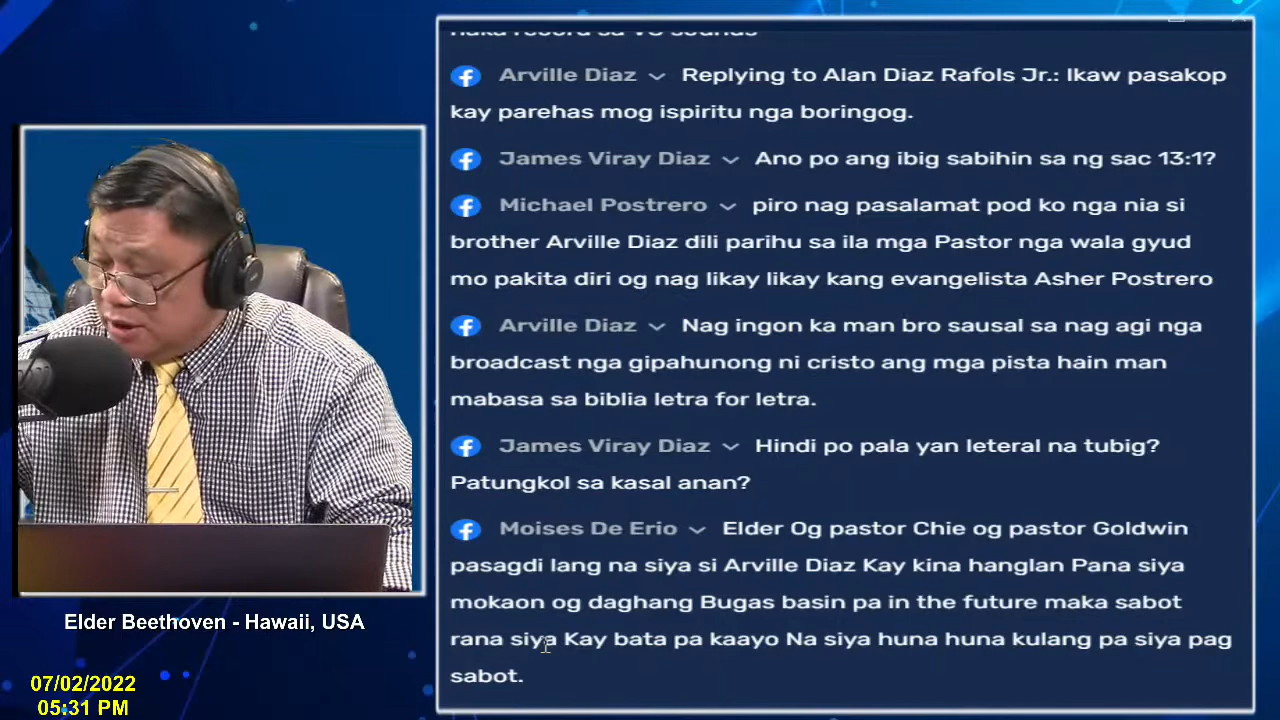 naka record sa VG sounds
Arville Diaz Replying to Alan Diaz Rafols Jr.: Ikaw pasakop
kay parehas mog ispiritu nga boringog.
James Viray Diaz Ano po ang ibig sabihin sa ng sac 13:1?
Michael Postrero piro nag pasalamat pod ko nga nia si
brother Arville Diaz dili parihu sa ila mga Pastor nga wala gyud
mo pakita diri og nag likay likay kang evangelista Asher Postrero
Arville Diaz Nag ingon ka man bro sausal sa nag agi nga
broadcast nga gipahunong ni cristo ang mga pista hain man
mabasa sa biblia letra for letra.
James Viray Diaz Hindi po pala yan leteral na tubig?
Patungkol sa kasal anan?
Moises De Erio Elder Og pastor Chie og pastor Goldwin
pasagdi lang na siya si Arville Diaz Kay kina hanglan Pana siya
mokaon og daghang Bugas basin pa in the future maka sabot
rana siya Kay bata pa kaayo Na siya huna huna kulang pa siya pag
sabot.
Elder Beethoven - Hawaii, USA
07/02/2022
05:31 PM